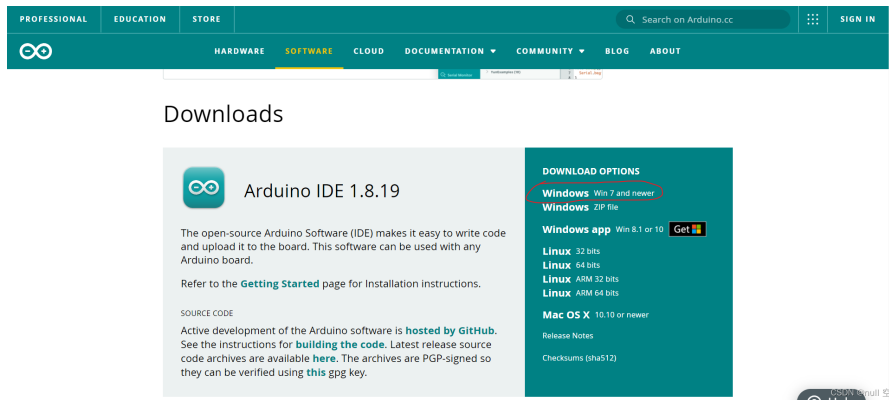 PROFESSIONAL EDUCATION STORE Search on Arduino.cc SIGN IN
HARDWARE SOFTWARE CLOUD DOCUMENTATION COMMUNITY BLOG ABOUT
Downloads
Arduino IDE 1.8.19
The open-source Arduino Software (IDE) makes it easy to write code
and upload it to the board. This software can be used with any
Arduino board.
Refer to the Getting Started page for Installation instructions.
SOURCE CODE
Active development of the Arduino software is hosted by GitHub.
See the instructions for building the code. Latest release source
code archives are available here. The archives are PGP-signed so
they can be verified using this gpg key.
DOWNLOAD OPTIONS
Windows Win 7 and newer
Windows ZIP file
Windows app Win 8.1 or 10 Get
Linux 32 bits
Linux 64 bits
Linux ARM 32 bits
Linux ARM 64 bits
Mac OS X 10.10 or newer
Release Notes
Checksums (sha512)
CSDN @null 空